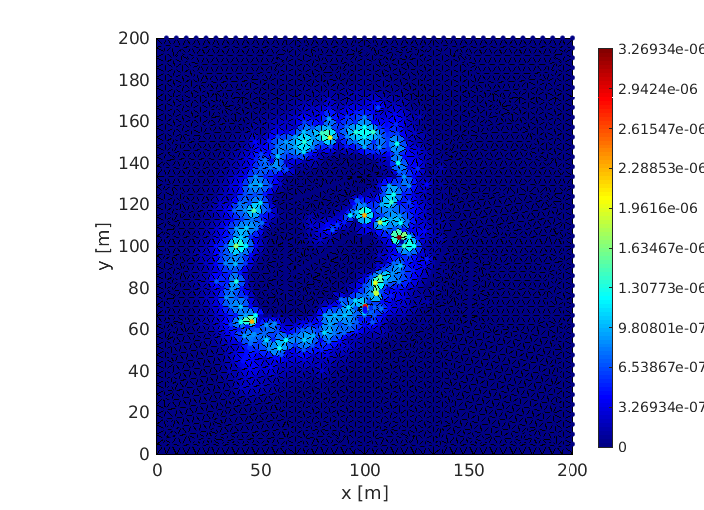 200
180
160
140
120
100
80
60
40
20
0
y [m]
0
50
100
150
200
x [m]
3.26934e-06
2.9424e-06
2.61547e-06
2.28853e-06
1.9616e-06
1.63467e-06
1.30773e-06
9.80801e-07
6.53867e-07
3.26934e-07
0